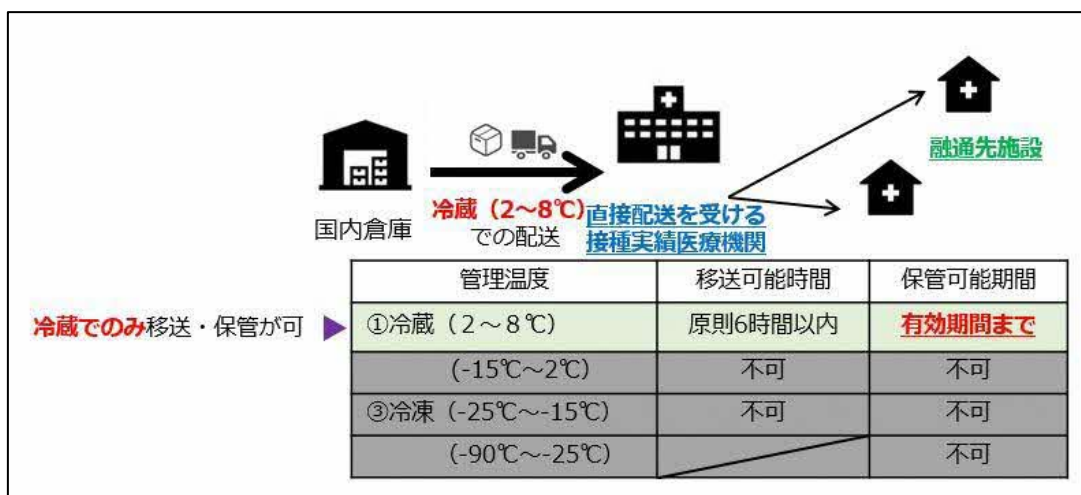 融通先施設
国内倉庫
冷蔵（2～8℃）
での配送
直接配送を受ける
接種実績医療機関
管理温度 移送可能時間 保管可能期間
冷蔵でのみ移送・保管が可 ①冷蔵（2～8℃） 原則6時間以内 有効期間まで
(-15℃～2℃) 不可 不可
③冷凍（-25℃～-15℃） 不可 不可
(-90℃～-25℃) 不可